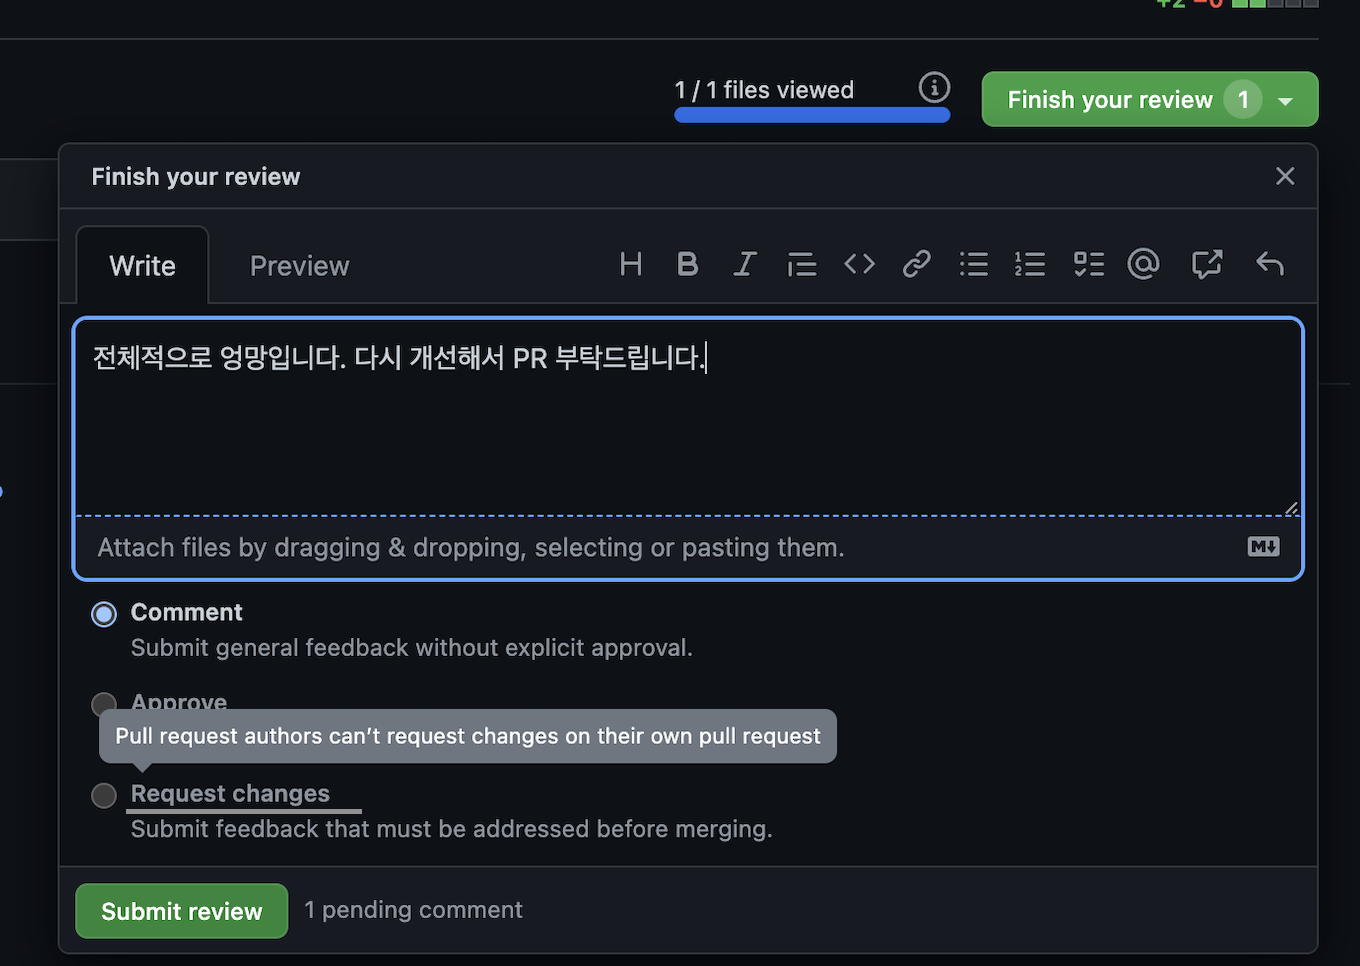 +2 −0
1 / 1 files viewed
Finish your review 1
Finish your review
Write Preview
전체적으로 엉망입니다. 다시 개선해서 PR 부탁드립니다.
Attach files by dragging & dropping, selecting or pasting them.
Comment
Submit general feedback without explicit approval.
Approve
Pull request authors can’t request changes on their own pull request
Request changes
Submit feedback that must be addressed before merging.
Submit review 1 pending comment